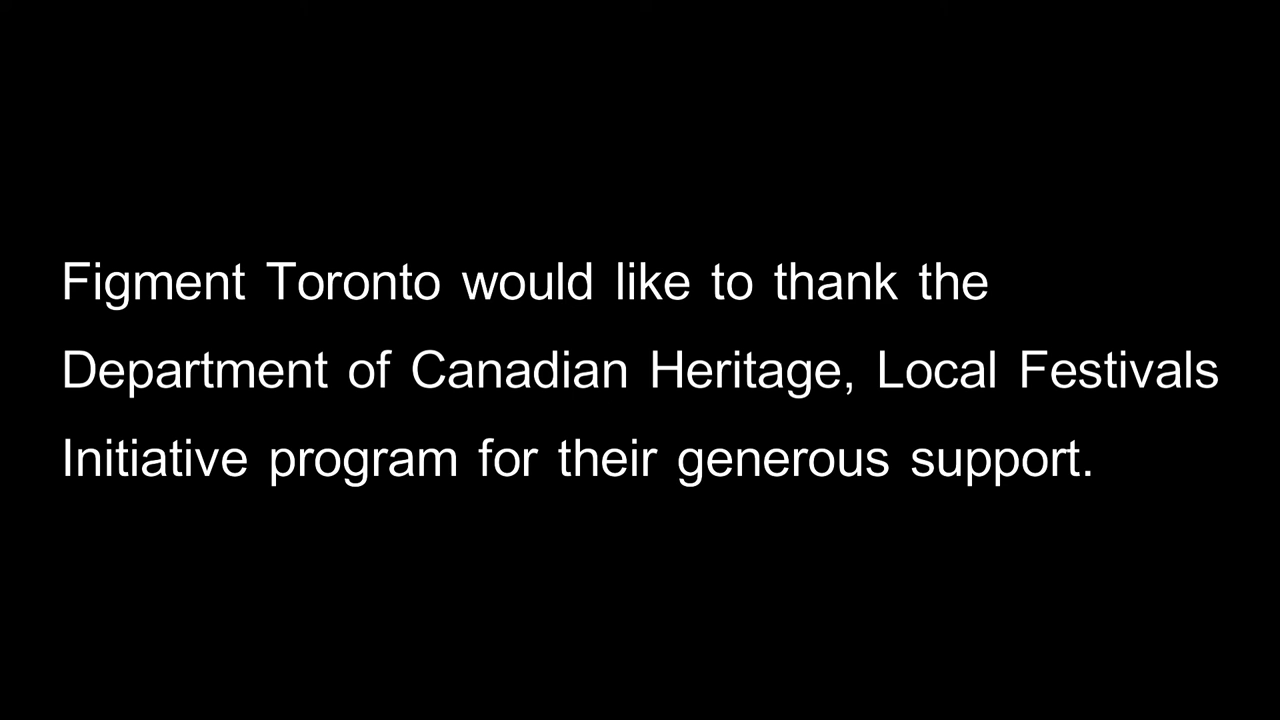 Figment Toronto would like to thank the
Department of Canadian Heritage, Local Festivals
Initiative program for their generous support.